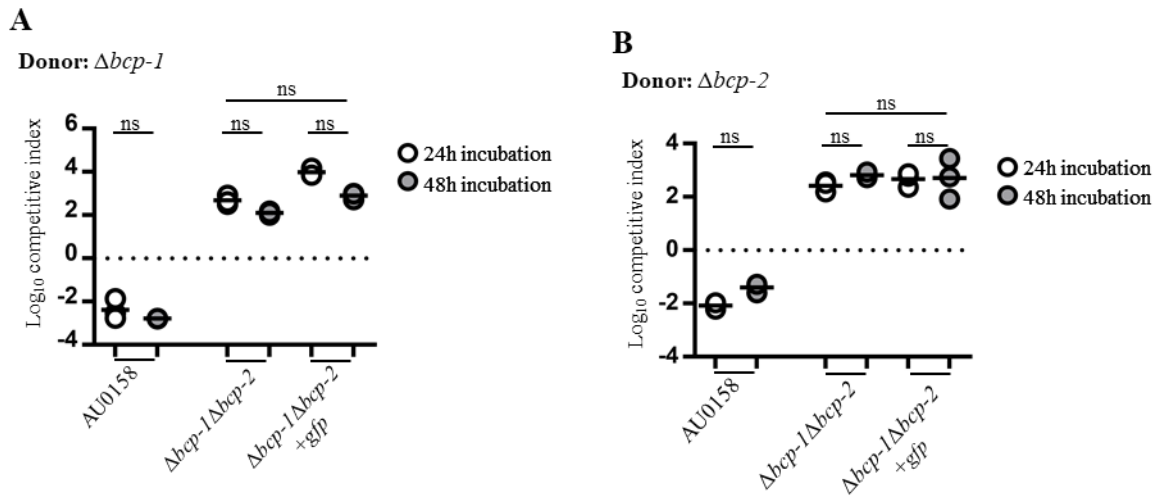 A
Donor: Δbcp-1
ns
ns
ns
ns
6
4
2
0
-2
-4
Log10 competitive index
24h incubation
48h incubation
AU0158
Δbcp-1Δbcp-2
Δbcp-1Δbcp-2
+gfp
B
Donor: Δbcp-2
ns
ns
ns
ns
4
2
0
-2
-4
Log10 competitive index
24h incubation
48h incubation
AU0158
Δbcp-1Δbcp-2
Δbcp-1Δbcp-2
+gfp